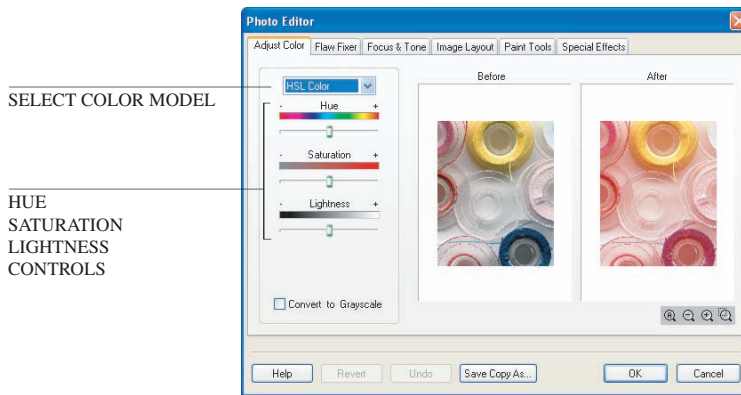 Photo Editor
Adjust Color Flaw Fixer Focus & Tone Image Layout Paint Tools Special Effects
SELECT COLOR MODEL
HSL Color
- Hue +
- Saturation +
- Lightness +
HUE
SATURATION
LIGHTNESS
CONTROLS
Convert to Grayscale
Before
After
Help Revert Undo Save Copy As... OK Cancel